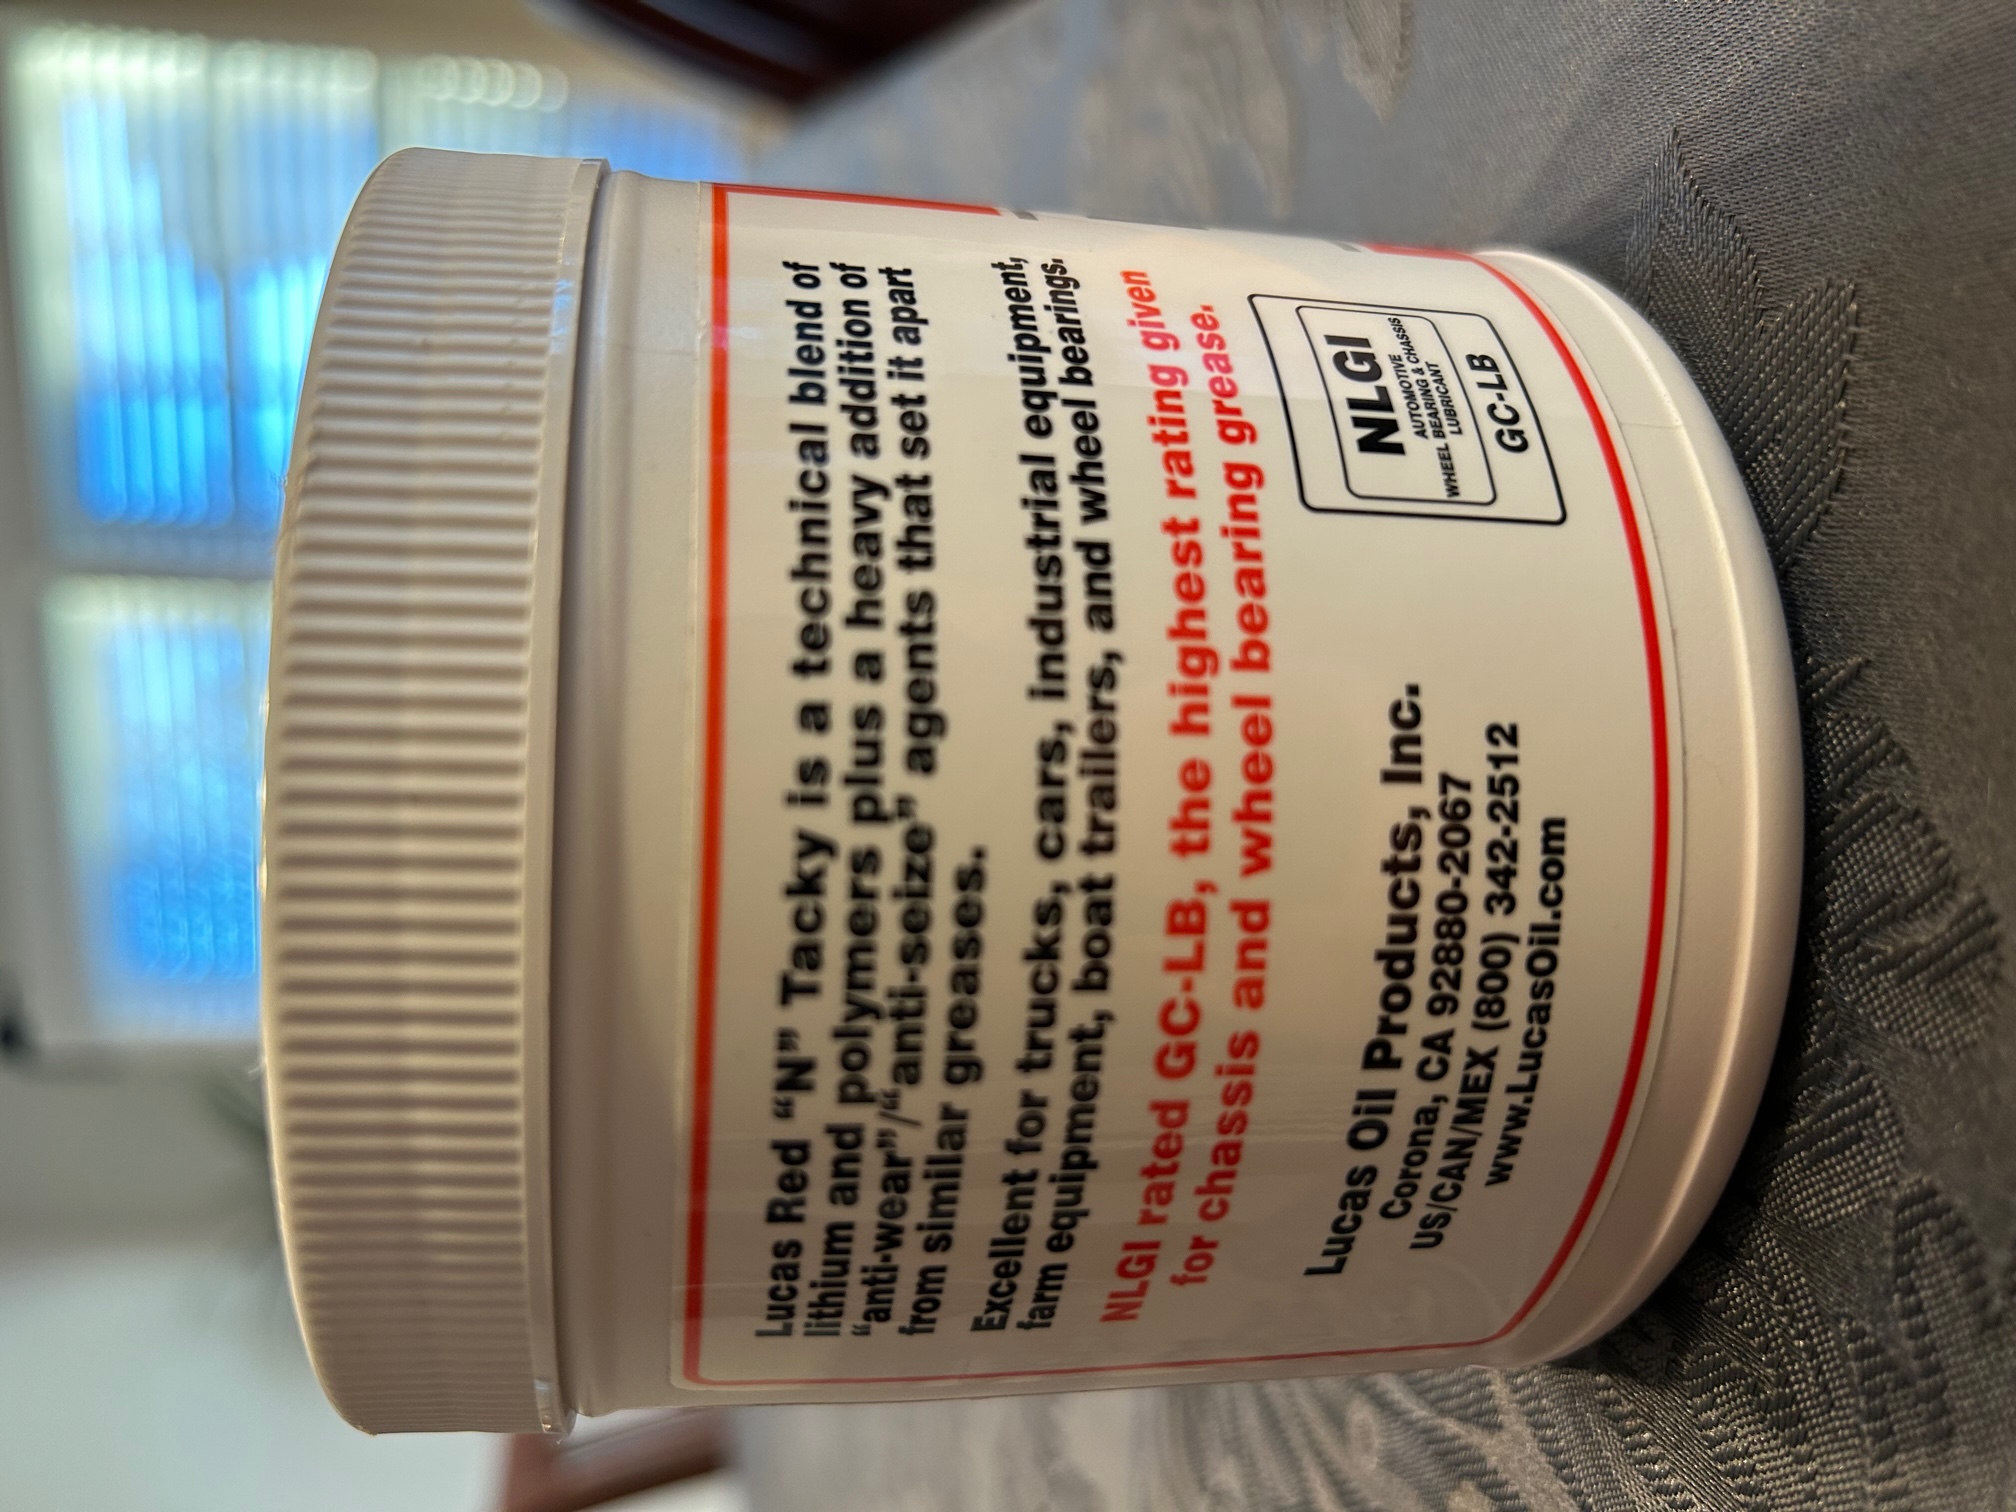 Lucas Red “N” Tacky is a technical blend of
lithium and polymers plus a heavy addition of
“anti-wear”/“anti-seize” agents that set it apart
from similar greases.
Excellent for trucks, cars, industrial equipment,
farm equipment, boat trailers, and wheel bearings.
NLGI rated GC-LB, the highest rating given
for chassis and wheel bearing grease.
Lucas Oil Products, Inc.
Corona, CA 92880-2067
US/CAN/MEX (800) 342-2512
www.LucasOil.com
NLGI
AUTOMOTIVE
WHEEL BEARING & CHASSIS
LUBRICANT
GC-LB